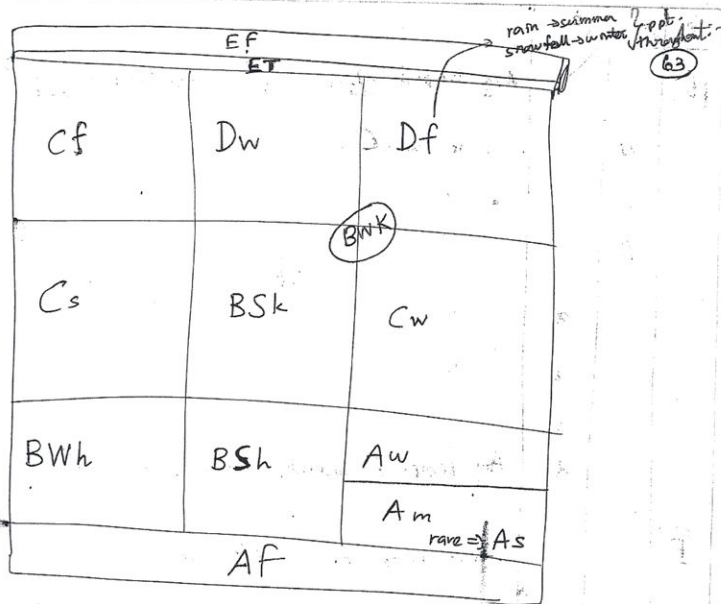 rain → summer } ppt.
snowfall → winter throughout.
63
EF
ET
Cf Dw Df
BWK
Cs BSk Cw
BWh BSh Aw
Am
rare ⇒ As
Af